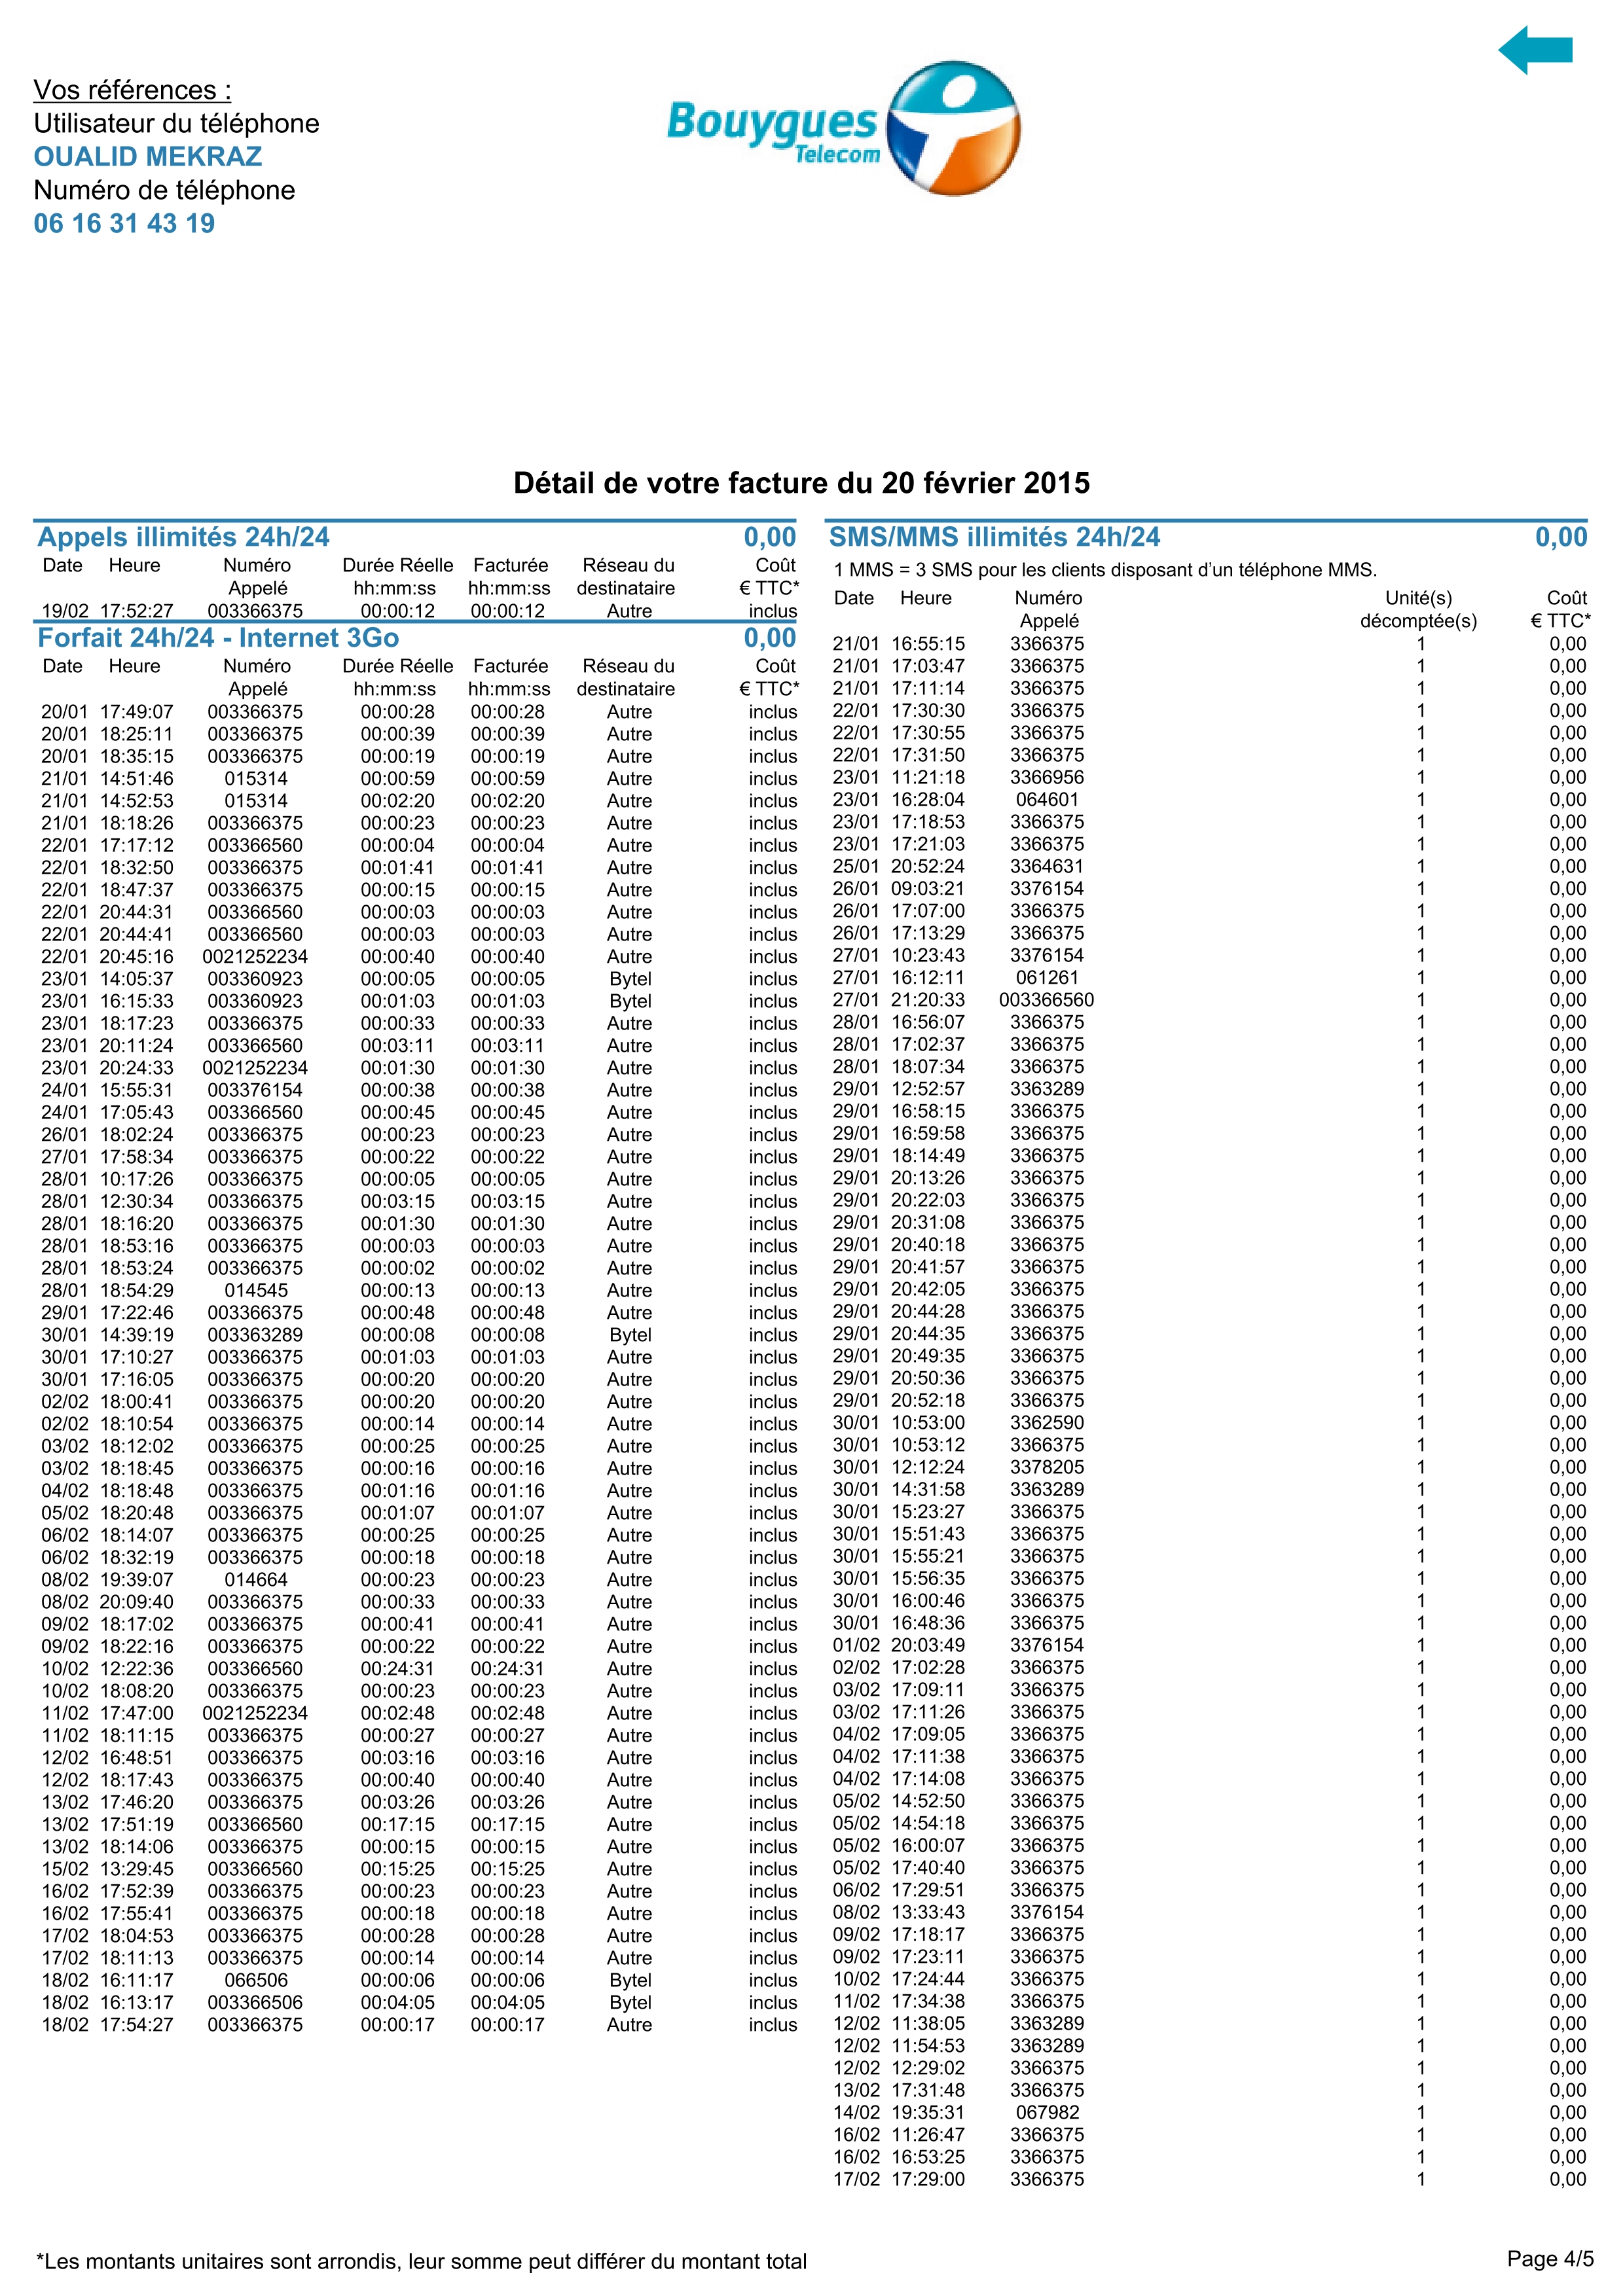 Vos références :
Utilisateur du téléphone
OUALID MEKRAZ
Numéro de téléphone
06 16 31 43 19
Bouygues
Telecom
Détail de votre facture du 20 février 2015
Appels illimités 24h/24 0,00
Date Heure Numéro Durée Réelle Facturée Réseau du Coût
Appelé hh:mm:ss hh:mm:ss destinataire € TTC*
19/02 17:52:27 003366375 00:00:12 00:00:12 Autre inclus
Forfait 24h/24 - Internet 3Go 0,00
Date Heure Numéro Durée Réelle Facturée Réseau du Coût
Appelé hh:mm:ss hh:mm:ss destinataire € TTC*
20/01 17:49:07 003366375 00:00:28 00:00:28 Autre inclus
20/01 18:25:11 003366375 00:00:39 00:00:39 Autre inclus
20/01 18:35:15 003366375 00:00:19 00:00:19 Autre inclus
21/01 14:51:46 015314 00:00:59 00:00:59 Autre inclus
21/01 14:52:53 015314 00:02:20 00:02:20 Autre inclus
21/01 18:18:26 003366375 00:00:23 00:00:23 Autre inclus
22/01 17:17:12 003366560 00:00:04 00:00:04 Autre inclus
22/01 18:32:50 003366375 00:01:41 00:01:41 Autre inclus
22/01 18:47:37 003366375 00:00:15 00:00:15 Autre inclus
22/01 20:44:31 003366560 00:00:03 00:00:03 Autre inclus
22/01 20:44:41 003366560 00:00:03 00:00:03 Autre inclus
22/01 20:45:16 0021252234 00:00:40 00:00:40 Autre inclus
23/01 14:05:37 003360923 00:00:05 00:00:05 Bytel inclus
23/01 16:15:33 003360923 00:01:03 00:01:03 Bytel inclus
23/01 18:17:23 003366375 00:00:33 00:00:33 Autre inclus
23/01 20:11:24 003366560 00:03:11 00:03:11 Autre inclus
23/01 20:24:33 0021252234 00:01:30 00:01:30 Autre inclus
24/01 15:55:31 003376154 00:00:38 00:00:38 Autre inclus
24/01 17:05:43 003366560 00:00:45 00:00:45 Autre inclus
26/01 18:02:24 003366375 00:00:23 00:00:23 Autre inclus
27/01 17:58:34 003366375 00:00:22 00:00:22 Autre inclus
28/01 10:17:26 003366375 00:00:05 00:00:05 Autre inclus
28/01 12:30:34 003366375 00:03:15 00:03:15 Autre inclus
28/01 18:16:20 003366375 00:01:30 00:01:30 Autre inclus
28/01 18:53:16 003366375 00:00:03 00:00:03 Autre inclus
28/01 18:53:24 003366375 00:00:02 00:00:02 Autre inclus
28/01 18:54:29 014545 00:00:13 00:00:13 Autre inclus
29/01 17:22:46 003366375 00:00:48 00:00:48 Autre inclus
30/01 14:39:19 003363289 00:00:08 00:00:08 Bytel inclus
30/01 17:10:27 003366375 00:01:03 00:01:03 Autre inclus
30/01 17:16:05 003366375 00:00:20 00:00:20 Autre inclus
02/02 18:00:41 003366375 00:00:20 00:00:20 Autre inclus
02/02 18:10:54 003366375 00:00:14 00:00:14 Autre inclus
03/02 18:12:02 003366375 00:00:25 00:00:25 Autre inclus
03/02 18:18:45 003366375 00:00:16 00:00:16 Autre inclus
04/02 18:18:48 003366375 00:01:16 00:01:16 Autre inclus
05/02 18:20:48 003366375 00:01:07 00:01:07 Autre inclus
06/02 18:14:07 003366375 00:00:25 00:00:25 Autre inclus
06/02 18:32:19 003366375 00:00:18 00:00:18 Autre inclus
08/02 19:39:07 014664 00:00:23 00:00:23 Autre inclus
08/02 20:09:40 003366375 00:00:33 00:00:33 Autre inclus
09/02 18:17:02 003366375 00:00:41 00:00:41 Autre inclus
09/02 18:22:16 003366375 00:00:22 00:00:22 Autre inclus
10/02 12:22:36 003366560 00:24:31 00:24:31 Autre inclus
10/02 18:08:20 003366375 00:00:23 00:00:23 Autre inclus
11/02 17:47:00 0021252234 00:02:48 00:02:48 Autre inclus
11/02 18:11:15 003366375 00:00:27 00:00:27 Autre inclus
12/02 16:48:51 003366375 00:03:16 00:03:16 Autre inclus
12/02 18:17:43 003366375 00:00:40 00:00:40 Autre inclus
13/02 17:46:20 003366375 00:03:26 00:03:26 Autre inclus
13/02 17:51:19 003366560 00:17:15 00:17:15 Autre inclus
13/02 18:14:06 003366375 00:00:15 00:00:15 Autre inclus
15/02 13:29:45 003366560 00:15:25 00:15:25 Autre inclus
16/02 17:52:39 003366375 00:00:23 00:00:23 Autre inclus
16/02 17:55:41 003366375 00:00:18 00:00:18 Autre inclus
17/02 18:04:53 003366375 00:00:28 00:00:28 Autre inclus
17/02 18:11:13 003366375 00:00:14 00:00:14 Autre inclus
18/02 16:11:17 066506 00:00:06 00:00:06 Bytel inclus
18/02 16:13:17 003366506 00:04:05 00:04:05 Bytel inclus
18/02 17:54:27 003366375 00:00:17 00:00:17 Autre inclus
SMS/MMS illimités 24h/24 0,00
1 MMS = 3 SMS pour les clients disposant d'un téléphone MMS.
Date Heure Numéro Unité(s) Coût
Appelé décomptée(s) € TTC*
21/01 16:55:15 3366375 1 0,00
21/01 17:03:47 3366375 1 0,00
21/01 17:11:14 3366375 1 0,00
22/01 17:30:30 3366375 1 0,00
22/01 17:30:55 3366375 1 0,00
22/01 17:31:50 3366375 1 0,00
23/01 11:21:18 3366956 1 0,00
23/01 16:28:04 064601 1 0,00
23/01 17:18:53 3366375 1 0,00
23/01 17:21:03 3366375 1 0,00
25/01 20:52:24 3364631 1 0,00
26/01 09:03:21 3376154 1 0,00
26/01 17:07:00 3366375 1 0,00
26/01 17:13:29 3366375 1 0,00
27/01 10:23:43 3376154 1 0,00
27/01 16:12:11 061261 1 0,00
27/01 21:20:33 003366560 1 0,00
28/01 16:56:07 3366375 1 0,00
28/01 17:02:37 3366375 1 0,00
28/01 18:07:34 3366375 1 0,00
29/01 12:52:57 3363289 1 0,00
29/01 16:58:15 3366375 1 0,00
29/01 16:59:58 3366375 1 0,00
29/01 18:14:49 3366375 1 0,00
29/01 20:13:26 3366375 1 0,00
29/01 20:22:03 3366375 1 0,00
29/01 20:31:08 3366375 1 0,00
29/01 20:40:18 3366375 1 0,00
29/01 20:41:57 3366375 1 0,00
29/01 20:42:05 3366375 1 0,00
29/01 20:44:28 3366375 1 0,00
29/01 20:44:35 3366375 1 0,00
29/01 20:49:35 3366375 1 0,00
29/01 20:50:36 3366375 1 0,00
29/01 20:52:18 3366375 1 0,00
30/01 10:53:00 3362590 1 0,00
30/01 10:53:12 3366375 1 0,00
30/01 12:12:24 3378205 1 0,00
30/01 14:31:58 3363289 1 0,00
30/01 15:23:27 3366375 1 0,00
30/01 15:51:43 3366375 1 0,00
30/01 15:55:21 3366375 1 0,00
30/01 15:56:35 3366375 1 0,00
30/01 16:00:46 3366375 1 0,00
30/01 16:48:36 3366375 1 0,00
01/02 20:03:49 3376154 1 0,00
02/02 17:02:28 3366375 1 0,00
03/02 17:09:11 3366375 1 0,00
03/02 17:11:26 3366375 1 0,00
04/02 17:09:05 3366375 1 0,00
04/02 17:11:38 3366375 1 0,00
04/02 17:14:08 3366375 1 0,00
05/02 14:52:50 3366375 1 0,00
05/02 14:54:18 3366375 1 0,00
05/02 16:00:07 3366375 1 0,00
05/02 17:40:40 3366375 1 0,00
06/02 17:29:51 3366375 1 0,00
08/02 13:33:43 3376154 1 0,00
09/02 17:18:17 3366375 1 0,00
09/02 17:23:11 3366375 1 0,00
10/02 17:24:44 3366375 1 0,00
11/02 17:34:38 3366375 1 0,00
12/02 11:38:05 3363289 1 0,00
12/02 11:54:53 3363289 1 0,00
12/02 12:29:02 3366375 1 0,00
13/02 17:31:48 3366375 1 0,00
14/02 19:35:31 067982 1 0,00
16/02 11:26:47 3366375 1 0,00
16/02 16:53:25 3366375 1 0,00
17/02 17:29:00 3366375 1 0,00
*Les montants unitaires sont arrondis, leur somme peut différer du montant total
Page 4/5